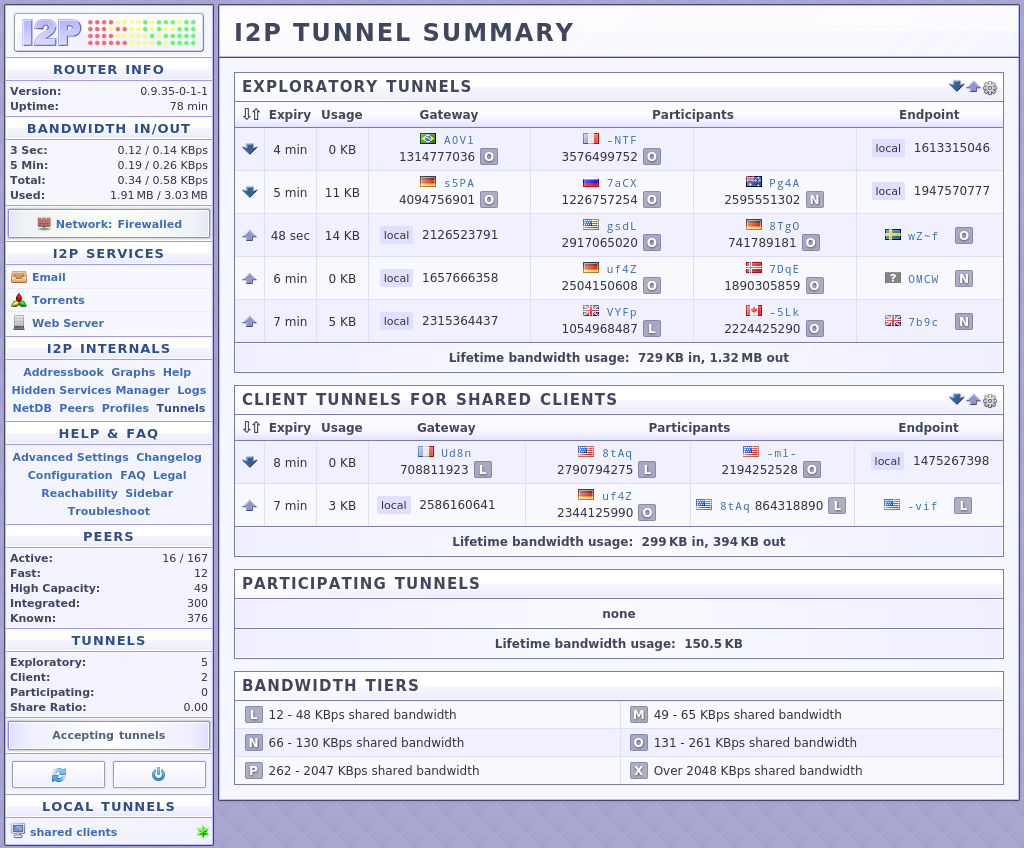 I2P
ROUTER INFO
Version: 0.9.35-0-1-1
Uptime: 78 min
BANDWIDTH IN/OUT
3 Sec: 0.12 / 0.14 KBps
5 Min: 0.19 / 0.26 KBps
Total: 0.34 / 0.58 KBps
Used: 1.91 MB / 3.03 MB
Network: Firewalled
I2P SERVICES
Email
Torrents
Web Server
I2P INTERNALS
Addressbook Graphs Help
Hidden Services Manager Logs
NetDB Peers Profiles Tunnels
HELP & FAQ
Advanced Settings Changelog
Configuration FAQ Legal
Reachability Sidebar
Troubleshoot
PEERS
Active: 16 / 167
Fast: 12
High Capacity: 49
Integrated: 300
Known: 376
TUNNELS
Exploratory: 5
Client: 2
Participating: 0
Share Ratio: 0.00
Accepting tunnels
LOCAL TUNNELS
shared clients
I2P TUNNEL SUMMARY
EXPLORATORY TUNNELS
Expiry Usage Gateway Participants Endpoint
4 min 0 KB AOVl 1314777036 O -NTF 3576499752 O local 1613315046
5 min 11 KB s5PA 4094756901 O 7aCX 1226757254 O Pg4A 2595551302 N local 1947570777
48 sec 14 KB local 2126523791 gsdL 2917065020 O 8TgO 741789181 O wZ~f O
6 min 0 KB local 1657666358 uf4Z 2504150608 O 7DqE 1890305859 O ? OMCW N
7 min 5 KB local 2315364437 VYFp 1054968487 L -5Lk 2224425290 O 7b9c N
Lifetime bandwidth usage: 729 KB in, 1.32 MB out
CLIENT TUNNELS FOR SHARED CLIENTS
Expiry Usage Gateway Participants Endpoint
8 min 0 KB Ud8n 708811923 L 8tAq 2790794275 L -ml- 2194252528 O local 1475267398
7 min 3 KB local 2586160641 uf4Z 2344125990 O 8tAq 864318890 L -vif L
Lifetime bandwidth usage: 299 KB in, 394 KB out
PARTICIPATING TUNNELS
none
Lifetime bandwidth usage: 150.5 KB
BANDWIDTH TIERS
L 12 - 48 KBps shared bandwidth M 49 - 65 KBps shared bandwidth
N 66 - 130 KBps shared bandwidth O 131 - 261 KBps shared bandwidth
P 262 - 2047 KBps shared bandwidth X Over 2048 KBps shared bandwidth